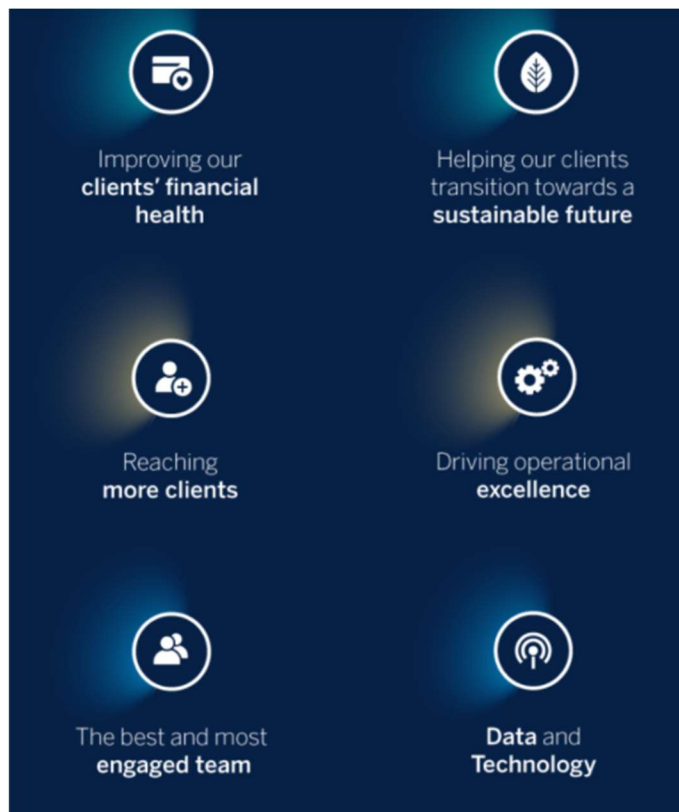 Improving our
clients' financial
health
Helping our clients
transition towards a
sustainable future
Reaching
more clients
Driving operational
excellence
The best and most
engaged team
Data and
Technology